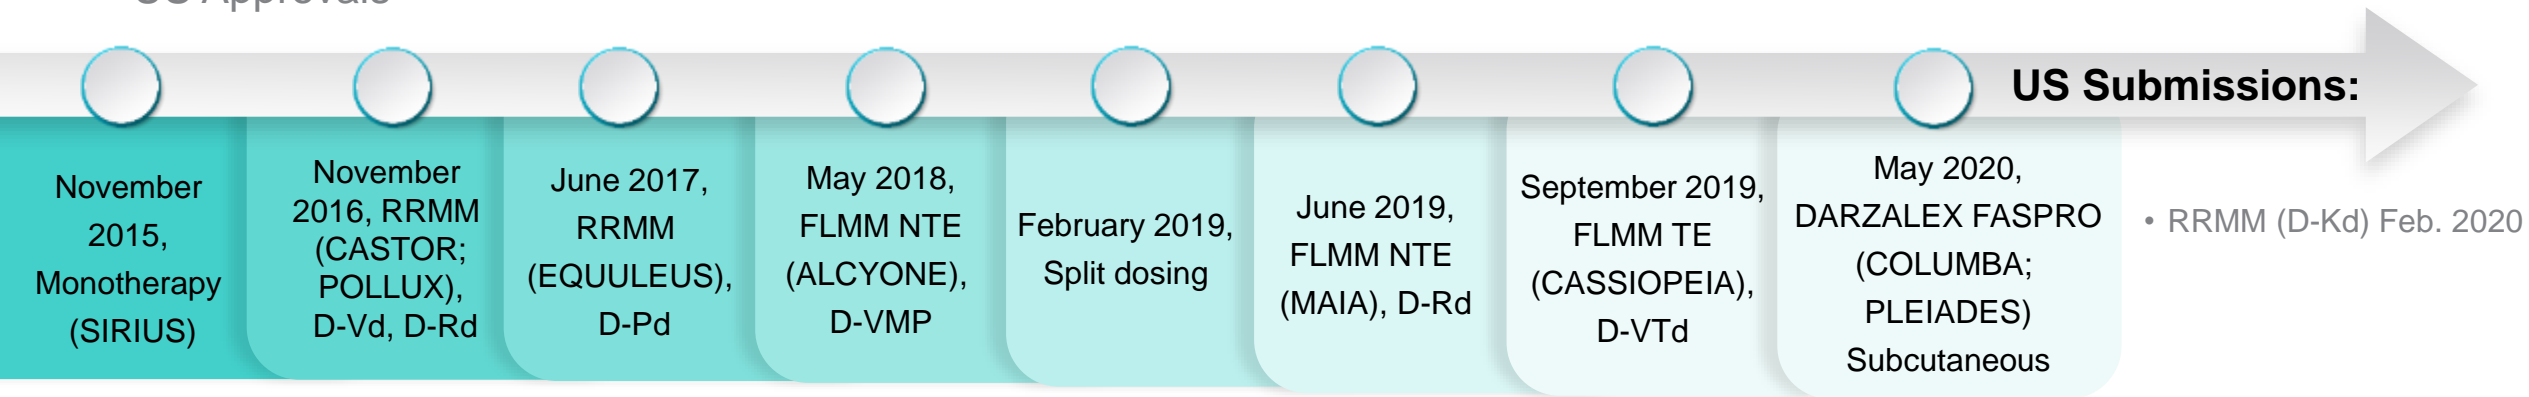 US Approvals
US Submissions:
November
2015,
Monotherapy
(SIRIUS)
November
2016, RRMM
(CASTOR;
POLLUX),
D-Vd, D-Rd
June 2017,
RRMM
(EQUULEUS),
D-Pd
May 2018,
FLMM NTE
(ALCYONE),
D-VMP
February 2019,
Split dosing
June 2019,
FLMM NTE
(MAIA), D-Rd
September 2019,
FLMM TE
(CASSIOPEIA),
D-VTd
May 2020,
DARZALEX FASPRO
(COLUMBA;
PLEIADES)
Subcutaneous
• RRMM (D-Kd) Feb. 2020